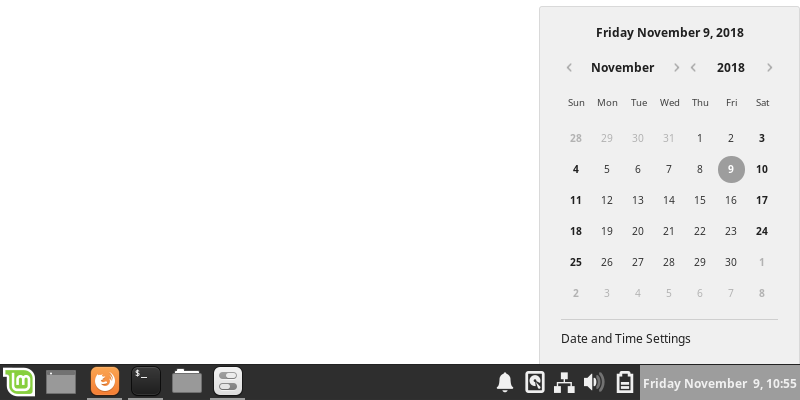 Friday November 9, 2018
November 2018
Sun Mon Tue Wed Thu Fri Sat
28 29 30 31 1 2 3
4 5 6 7 8 9 10
11 12 13 14 15 16 17
18 19 20 21 22 23 24
25 26 27 28 29 30 1
2 3 4 5 6 7 8
Date and Time Settings
$_
Friday November  9, 10:55